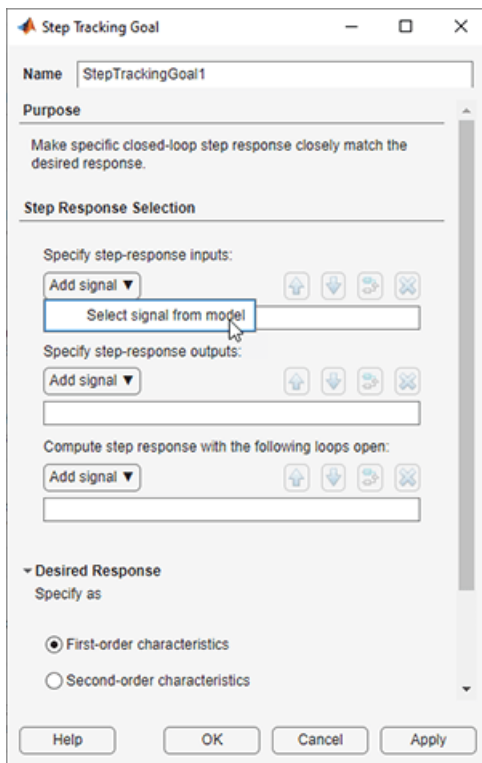 Step Tracking Goal
Name StepTrackingGoal1
Purpose
Make specific closed-loop step response closely match the
desired response.
Step Response Selection
Specify step-response inputs:
Add signal ▼
Select signal from model
Specify step-response outputs:
Add signal ▼
Compute step response with the following loops open:
Add signal ▼
Desired Response
Specify as
First-order characteristics
Second-order characteristics
Help OK Cancel Apply